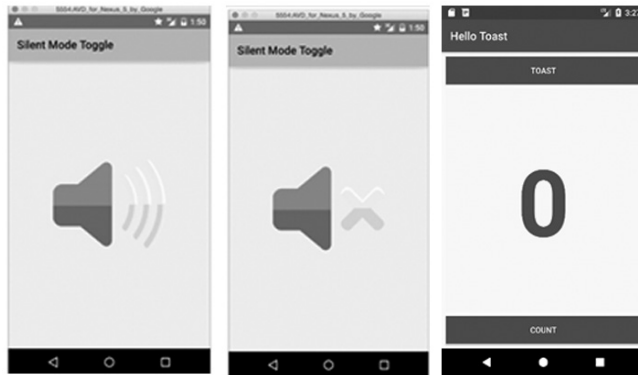 5554:AVD_for_Nexus_5_by_Google
1:50
Silent Mode Toggle
5554:AVD_for_Nexus_5_by_Google
1:50
Silent Mode Toggle
3:27
Hello Toast
TOAST
0
COUNT